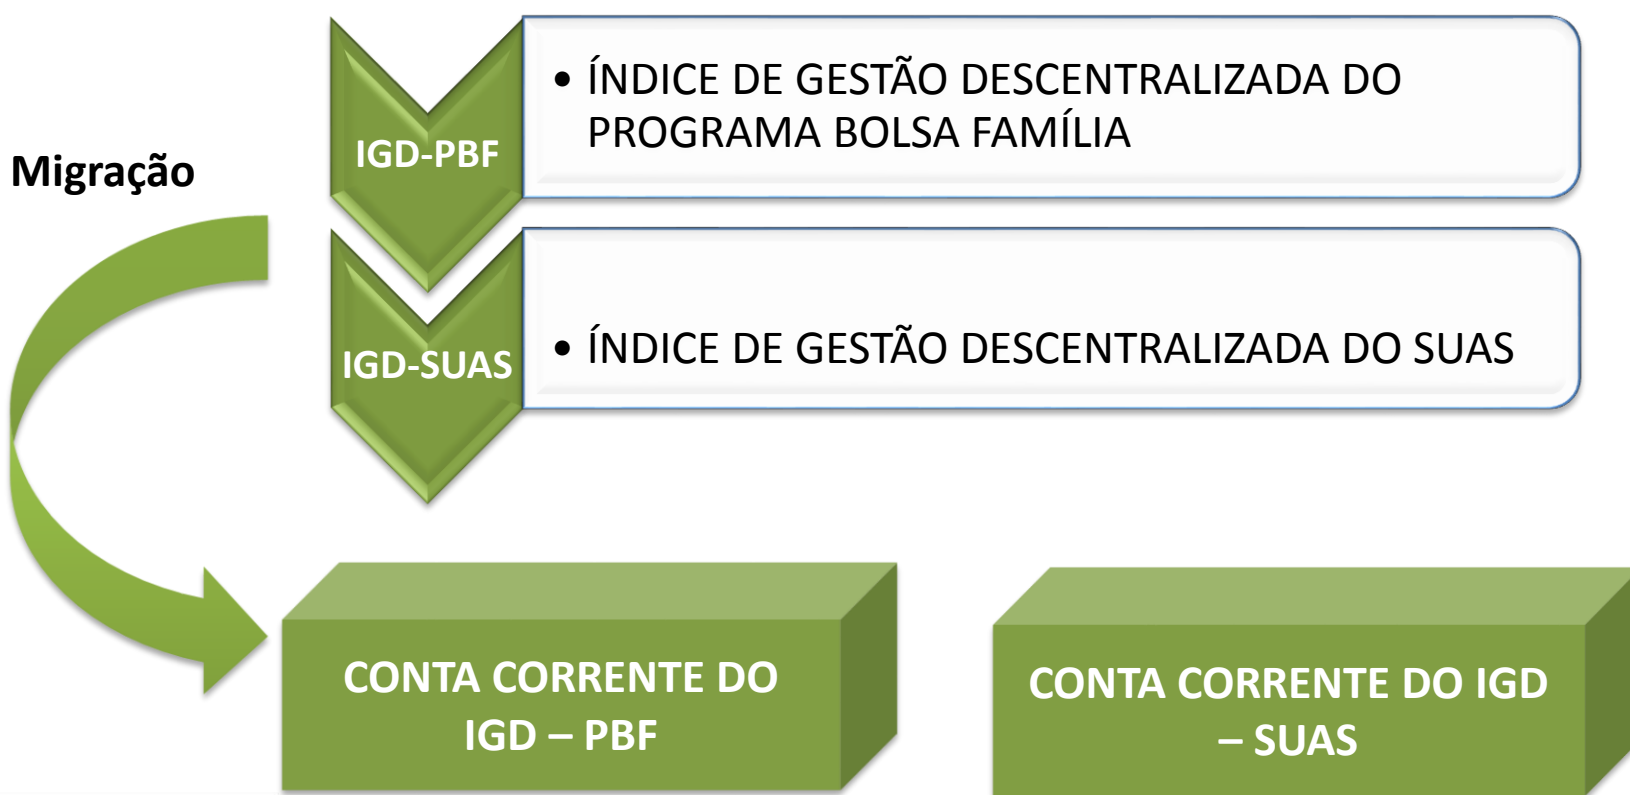 Migração
IGD-PBF
• ÍNDICE DE GESTÃO DESCENTRALIZADA DO
PROGRAMA BOLSA FAMÍLIA
IGD-SUAS
• ÍNDICE DE GESTÃO DESCENTRALIZADA DO SUAS
CONTA CORRENTE DO
IGD – PBF
CONTA CORRENTE DO IGD
– SUAS